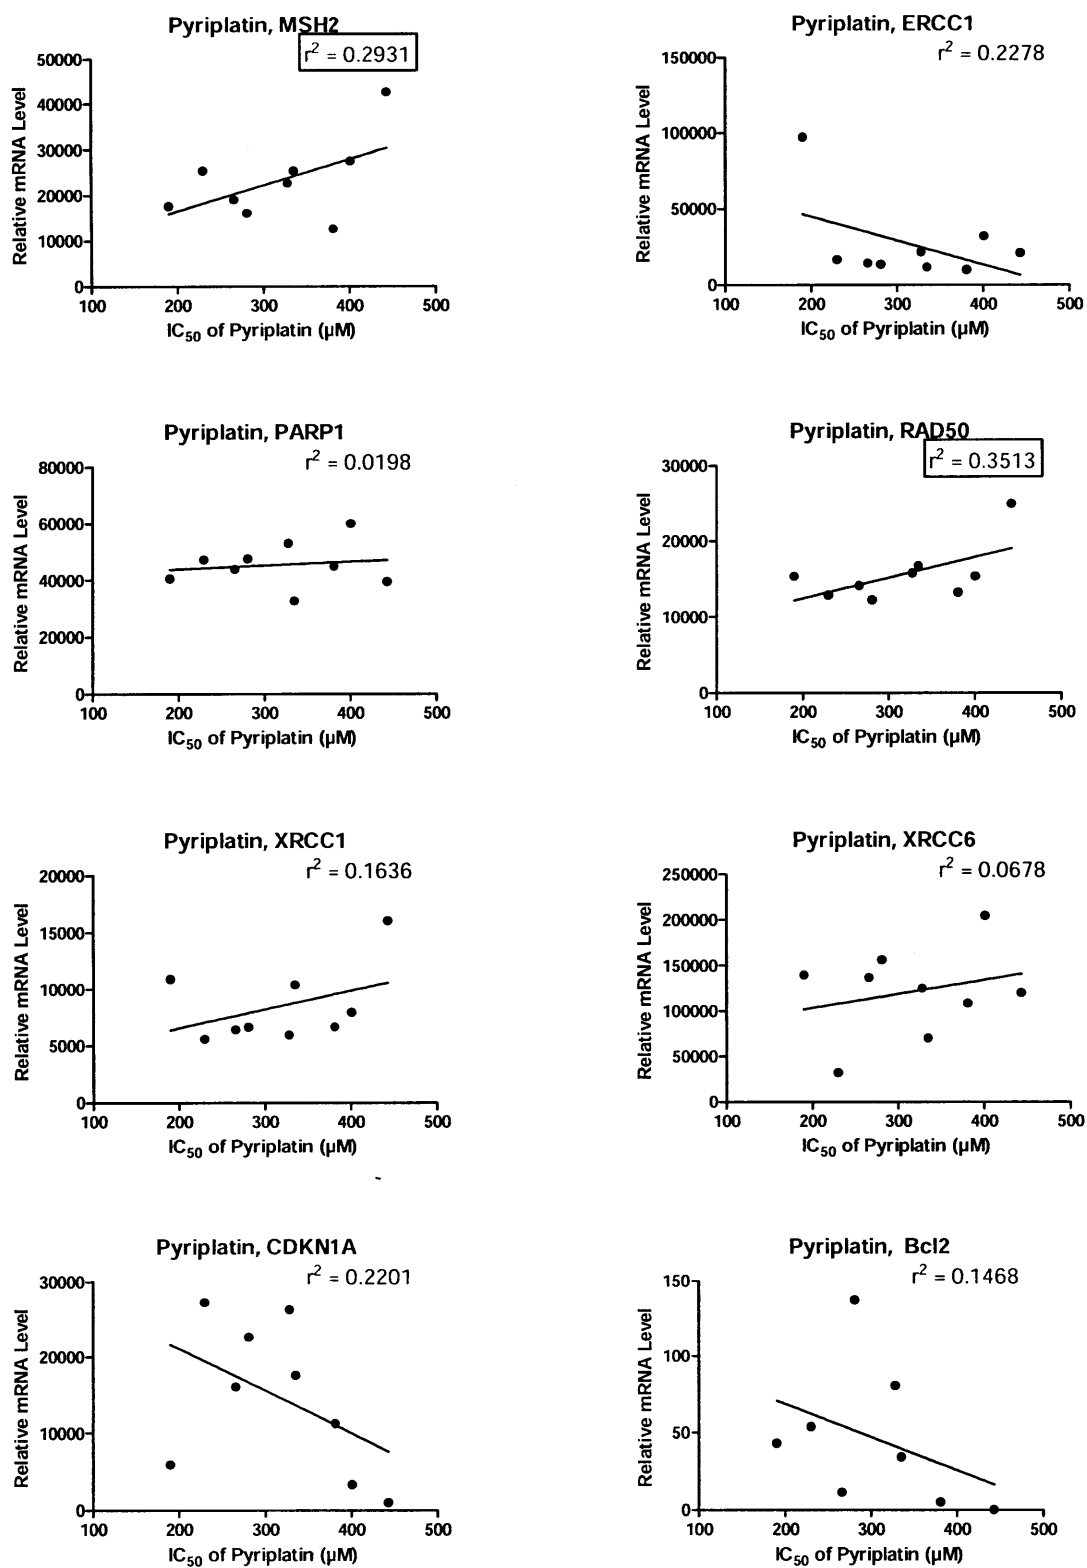 Pyriplatin, MSH2
r² = 0.2931
50000
40000
30000
20000
10000
0
Relative mRNA Level
100 200 300 400 500
IC₅₀ of Pyriplatin (µM)
Pyriplatin, ERCC1
r² = 0.2278
150000
100000
50000
0
Relative mRNA Level
100 200 300 400 500
IC₅₀ of Pyriplatin (µM)
Pyriplatin, PARP1
r² = 0.0198
80000
60000
40000
20000
0
Relative mRNA Level
100 200 300 400 500
IC₅₀ of Pyriplatin (µM)
Pyriplatin, RAD50
r² = 0.3513
30000
20000
10000
0
Relative mRNA Level
100 200 300 400 500
IC₅₀ of Pyriplatin (µM)
Pyriplatin, XRCC1
r² = 0.1636
20000
15000
10000
5000
0
Relative mRNA Level
100 200 300 400 500
IC₅₀ of Pyriplatin (µM)
Pyriplatin, XRCC6
r² = 0.0678
250000
200000
150000
100000
50000
0
Relative mRNA Level
100 200 300 400 500
IC₅₀ of Pyriplatin (µM)
Pyriplatin, CDKN1A
r² = 0.2201
30000
20000
10000
0
Relative mRNA Level
100 200 300 400 500
IC₅₀ of Pyriplatin (µM)
Pyriplatin, Bcl2
r² = 0.1468
150
100
50
0
Relative mRNA Level
100 200 300 400 500
IC₅₀ of Pyriplatin (µM)